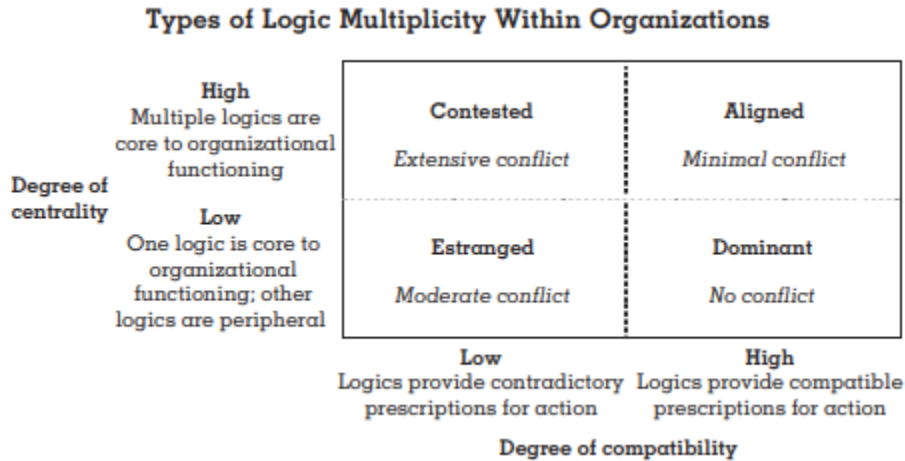 Types of Logic Multiplicity Within Organizations
High
Multiple logics are
core to organizational
functioning
Contested
Extensive conflict
Aligned
Minimal conflict
Degree of
centrality
Low
One logic is core to
organizational
functioning; other
logics are peripheral
Estranged
Moderate conflict
Dominant
No conflict
Low
Logics provide contradictory
prescriptions for action
High
Logics provide compatible
prescriptions for action
Degree of compatibility